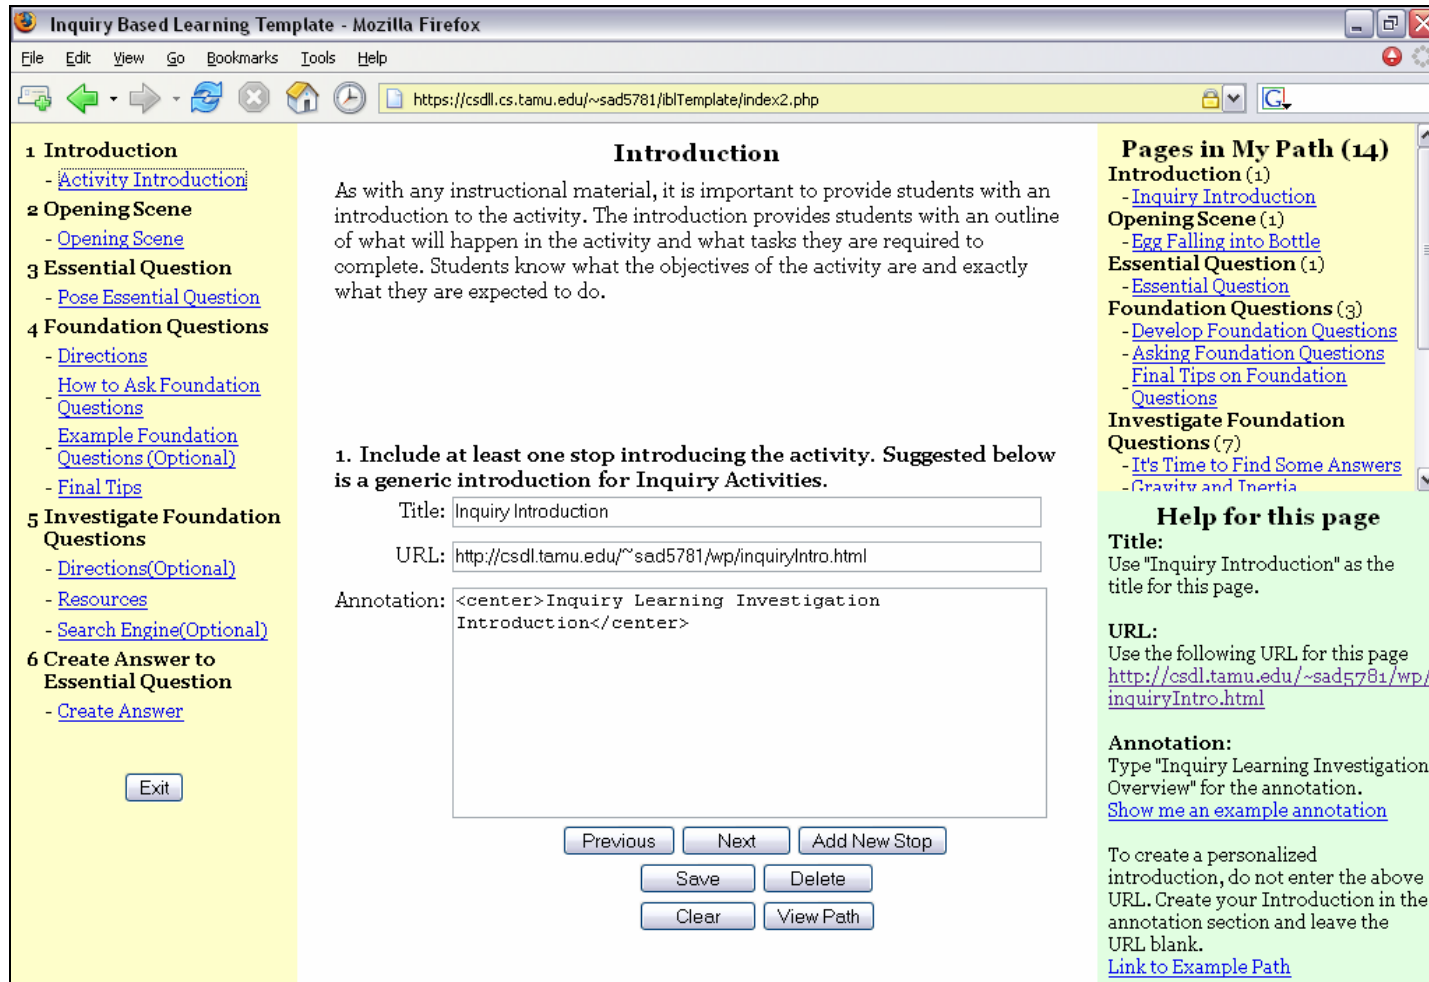 Inquiry Based Learning Template - Mozilla Firefox
File Edit View Go Bookmarks Tools Help
https://csdll.cs.tamu.edu/~sad5781/iblTemplate/index2.php
G
1 Introduction
- Activity Introduction
2 Opening Scene
- Opening Scene
3 Essential Question
- Pose Essential Question
4 Foundation Questions
- Directions
- How to Ask Foundation
Questions
- Example Foundation
Questions (Optional)
- Final Tips
5 Investigate Foundation
Questions
- Directions(Optional)
- Resources
- Search Engine(Optional)
6 Create Answer to
Essential Question
- Create Answer
Exit
Introduction
As with any instructional material, it is important to provide students with an
introduction to the activity. The introduction provides students with an outline
of what will happen in the activity and what tasks they are required to
complete. Students know what the objectives of the activity are and exactly
what they are expected to do.
1. Include at least one stop introducing the activity. Suggested below
is a generic introduction for Inquiry Activities.
Title: Inquiry Introduction
URL: http://csdl.tamu.edu/~sad5781/wp/inquiryIntro.html
Annotation: <center>Inquiry Learning Investigation
Introduction</center>
Previous Next Add New Stop
Save Delete
Clear View Path
Pages in My Path (14)
Introduction (1)
- Inquiry Introduction
Opening Scene (1)
- Egg Falling into Bottle
Essential Question (1)
- Essential Question
Foundation Questions (3)
- Develop Foundation Questions
- Asking Foundation Questions
- Final Tips on Foundation
Questions
Investigate Foundation
Questions (7)
- It's Time to Find Some Answers
- Gravity and Inertia
Help for this page
Title:
Use "Inquiry Introduction" as the
title for this page.
URL:
Use the following URL for this page
http://csdl.tamu.edu/~sad5781/wp/
inquiryIntro.html
Annotation:
Type "Inquiry Learning Investigation
Overview" for the annotation.
Show me an example annotation
To create a personalized
introduction, do not enter the above
URL. Create your Introduction in the
annotation section and leave the
URL blank.
Link to Example Path